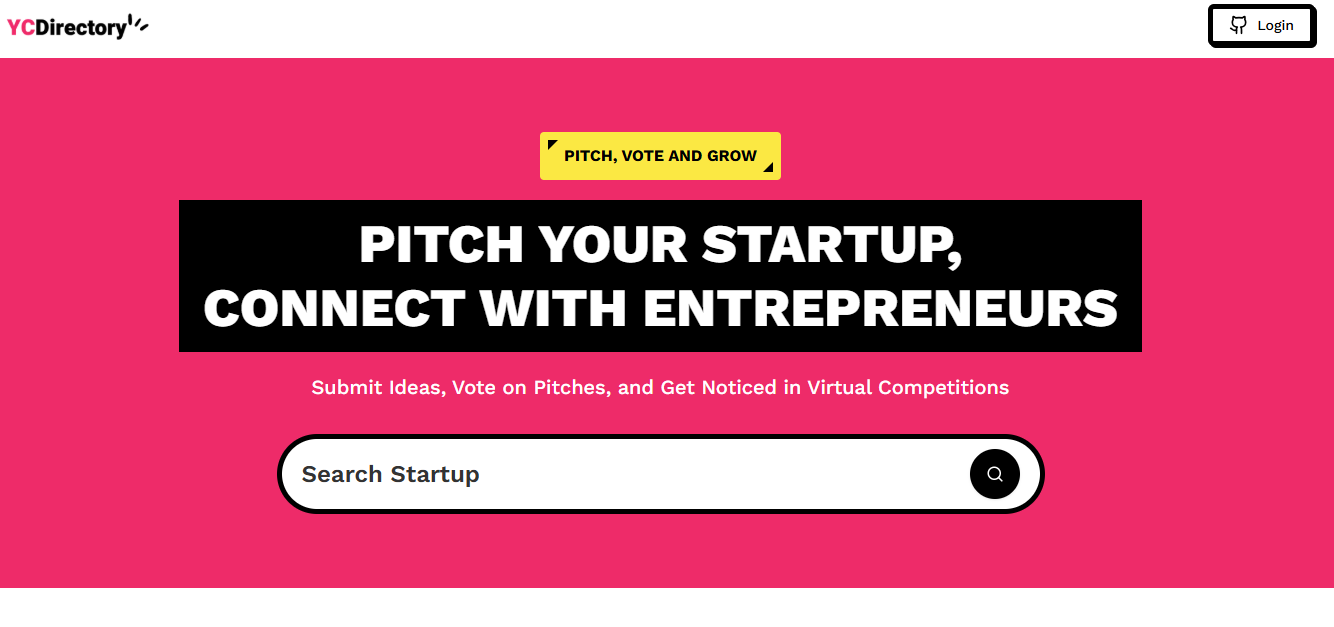 YCDirectory
Login
PITCH, VOTE AND GROW
PITCH YOUR STARTUP,
CONNECT WITH ENTREPRENEURS
Submit Ideas, Vote on Pitches, and Get Noticed in Virtual Competitions
Search Startup